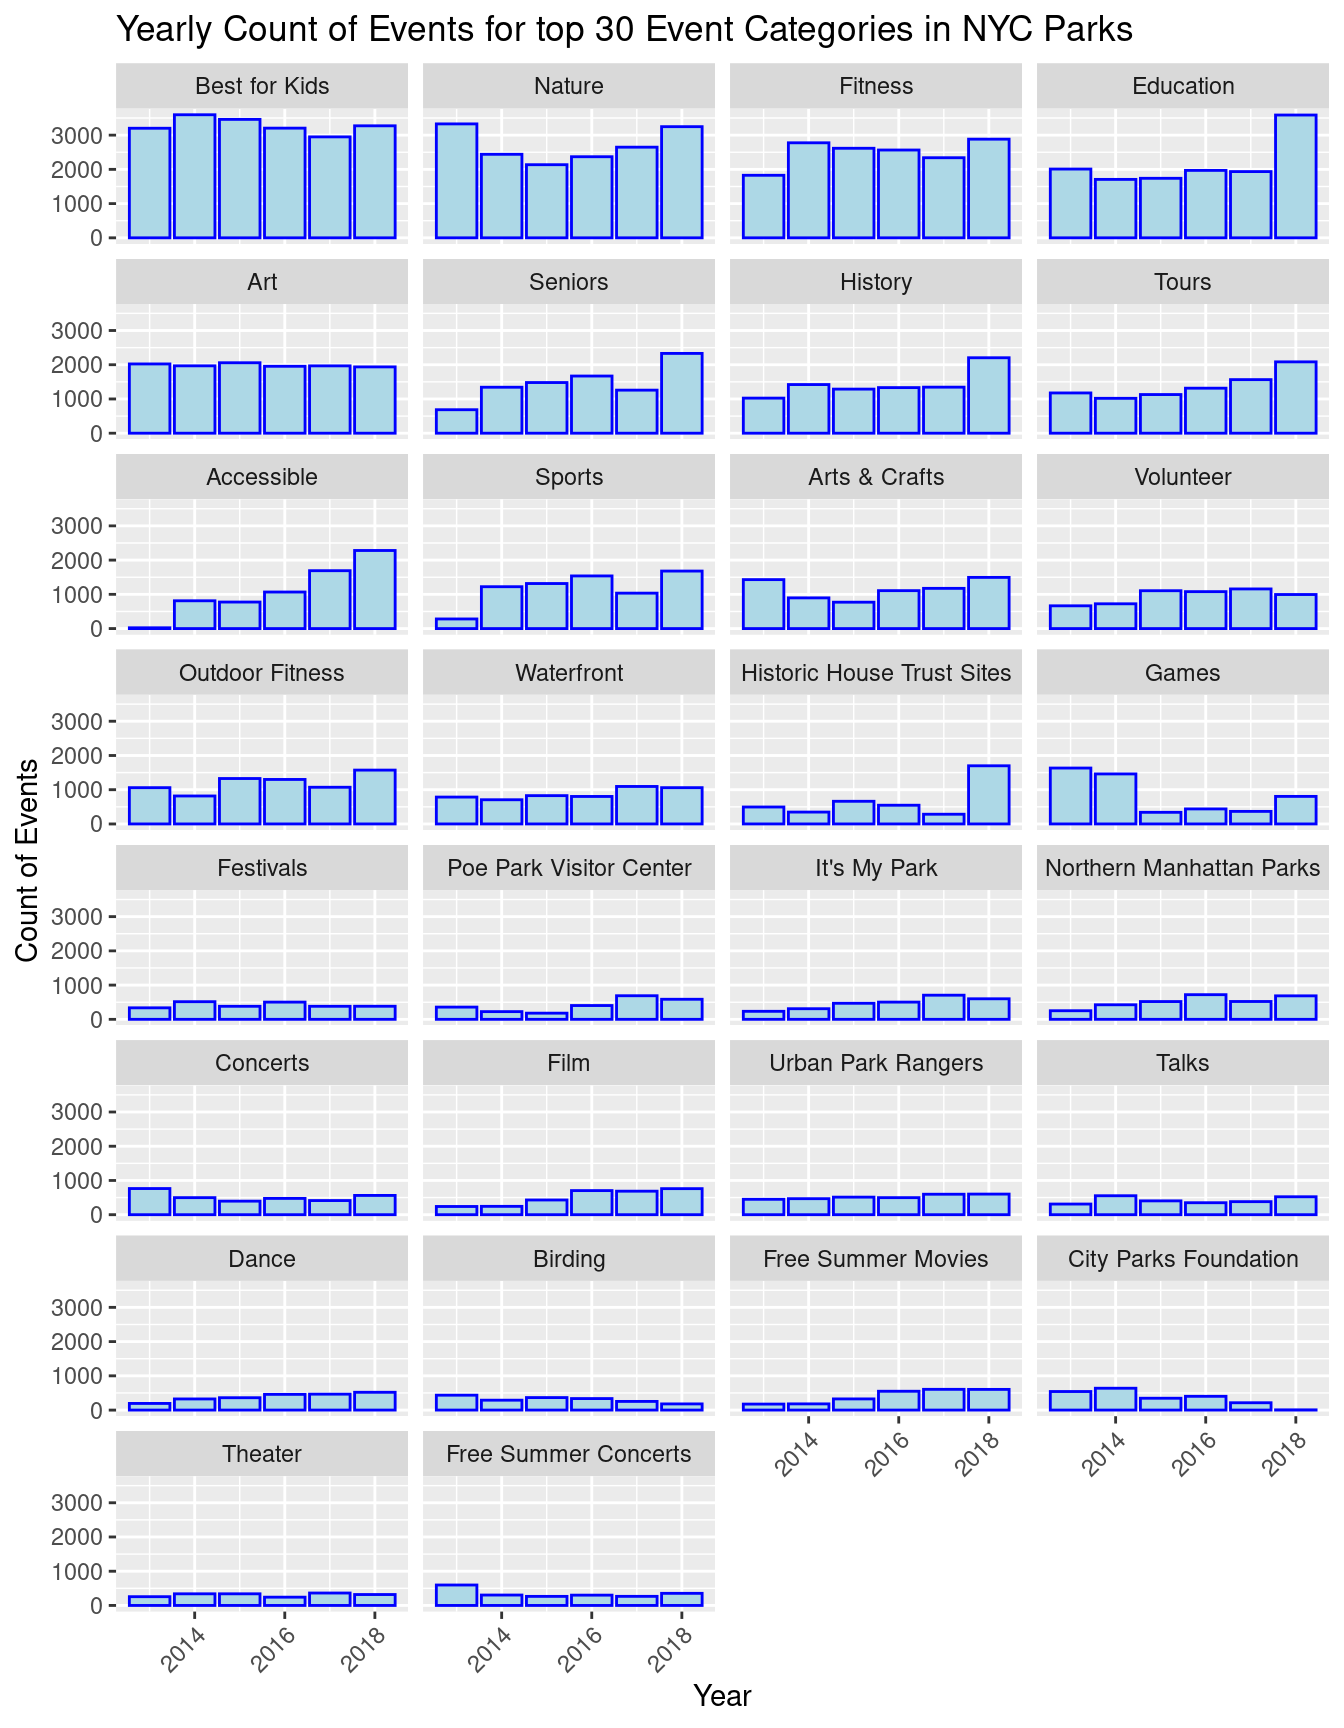 Yearly Count of Events for top 30 Event Categories in NYC Parks
Best for Kids
Nature
Fitness
Education
3000
2000
1000
0
Art
Seniors
History
Tours
3000
2000
1000
0
Accessible
Sports
Arts & Crafts
Volunteer
3000
2000
1000
0
Outdoor Fitness
Waterfront
Historic House Trust Sites
Games
3000
2000
1000
0
Count of Events
Festivals
Poe Park Visitor Center
It's My Park
Northern Manhattan Parks
3000
2000
1000
0
Concerts
Film
Urban Park Rangers
Talks
3000
2000
1000
0
Dance
Birding
Free Summer Movies
City Parks Foundation
3000
2000
1000
0
2014
2016
2018
2014
2016
2018
Theater
Free Summer Concerts
3000
2000
1000
0
2014
2016
2018
2014
2016
2018
Year